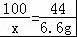 100/x = 44/6.6g